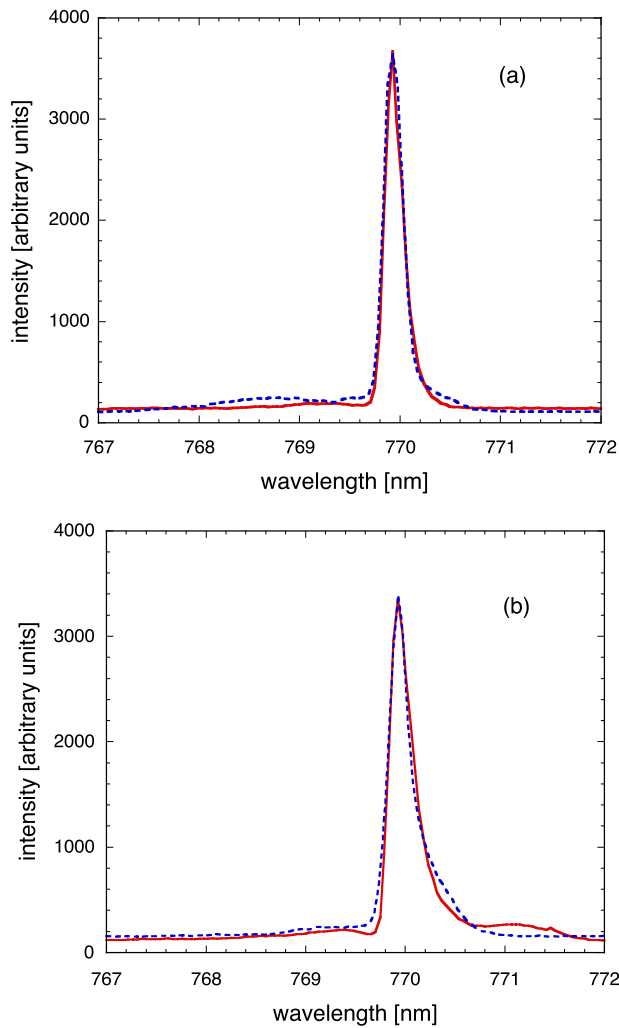 4000
(a)
3000
2000
1000
0
intensity [arbitrary units]
767 768 769 770 771 772
wavelength [nm]
4000
(b)
3000
2000
1000
0
intensity [arbitrary units]
767 768 769 770 771 772
wavelength [nm]